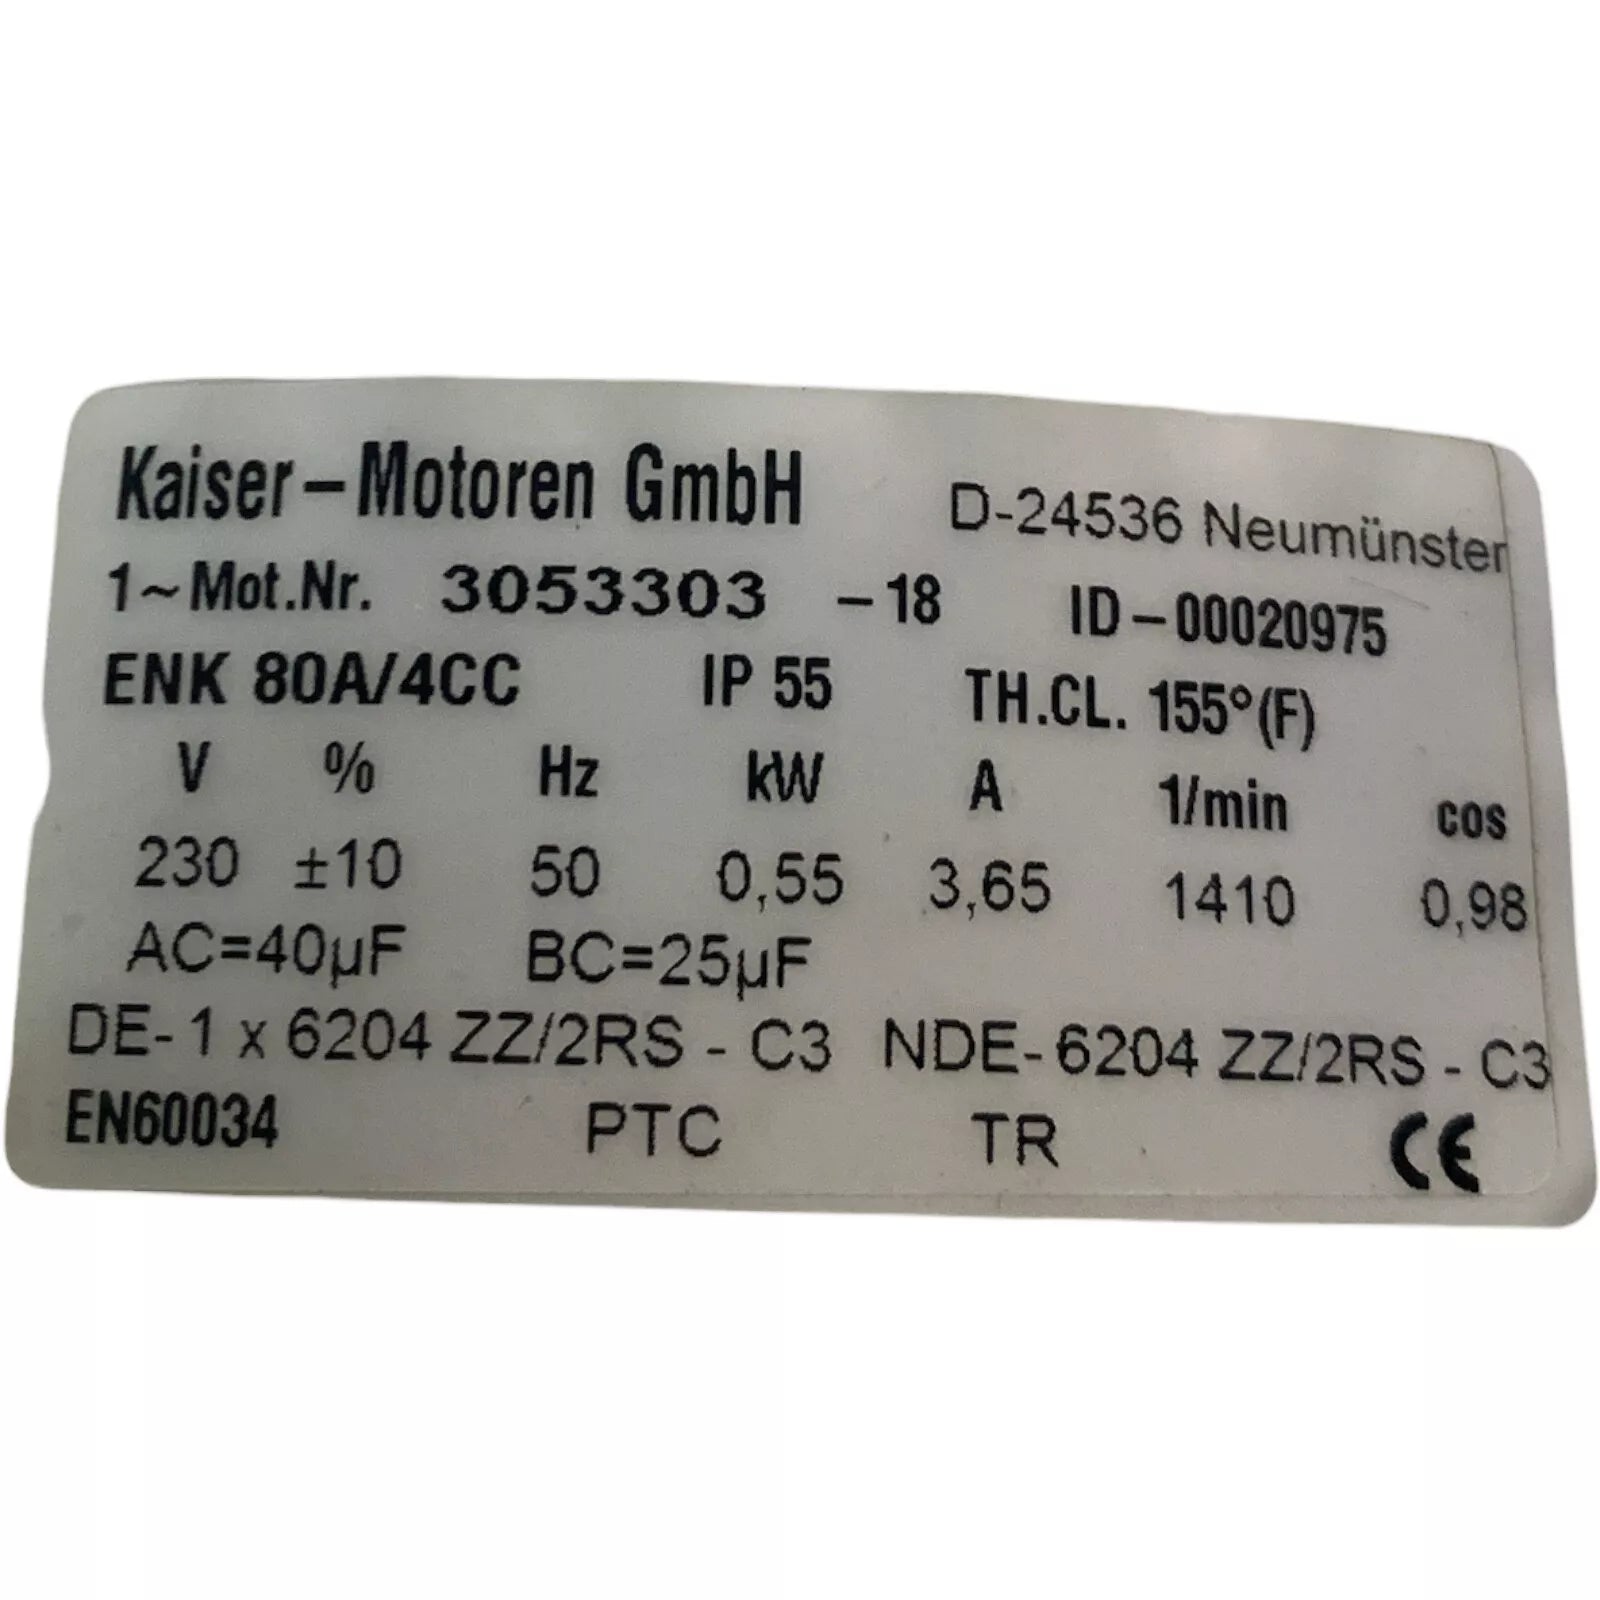 Kaiser-Motoren GmbH D-24536 Neumünster
1~Mot.Nr. 3053303 -18 ID-00020975
ENK 80A/4CC IP 55 TH.CL. 155°(F)
V % Hz kW A 1/min cos
230 ±10 50 0,55 3,65 1410 0,98
AC=40µF BC=25µF
DE-1 x 6204 ZZ/2RS - C3 NDE-6204 ZZ/2RS - C3
EN60034 PTC TR CE